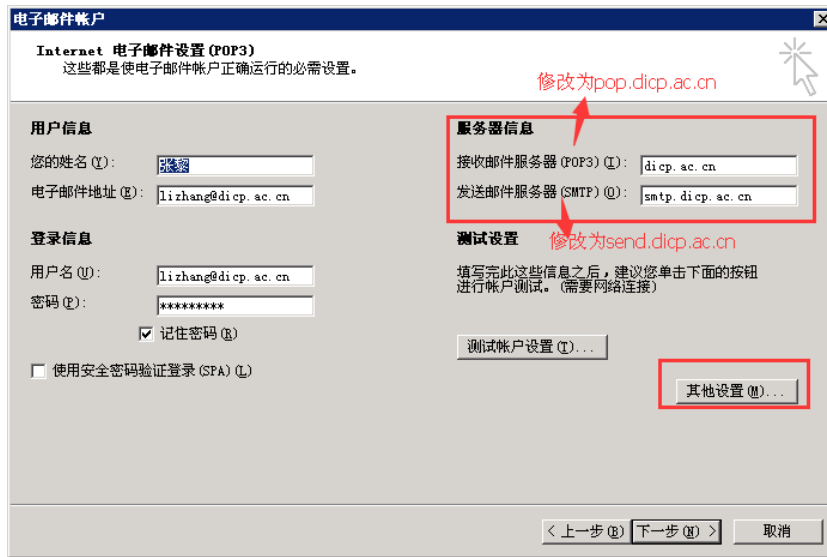 电子邮件帐户
Internet 电子邮件设置(POP3)
这些都是使电子邮件帐户正确运行的必需设置。
修改为pop.dicp.ac.cn
用户信息
您的姓名(Y): 张黎
电子邮件地址(E): lizhang@dicp.ac.cn
服务器信息
接收邮件服务器(POP3)(I): dicp.ac.cn
发送邮件服务器(SMTP)(O): smtp.dicp.ac.cn
修改为send.dicp.ac.cn
登录信息
用户名(U): lizhang@dicp.ac.cn
密码(P): *********
记住密码(R)
使用安全密码验证登录(SPA)(L)
测试设置
填写完此这些信息之后，建议您单击下面的按钮
进行帐户测试。(需要网络连接)
测试帐户设置(T)...
其他设置(M)...
< 上一步(B)
下一步(N) >
取消